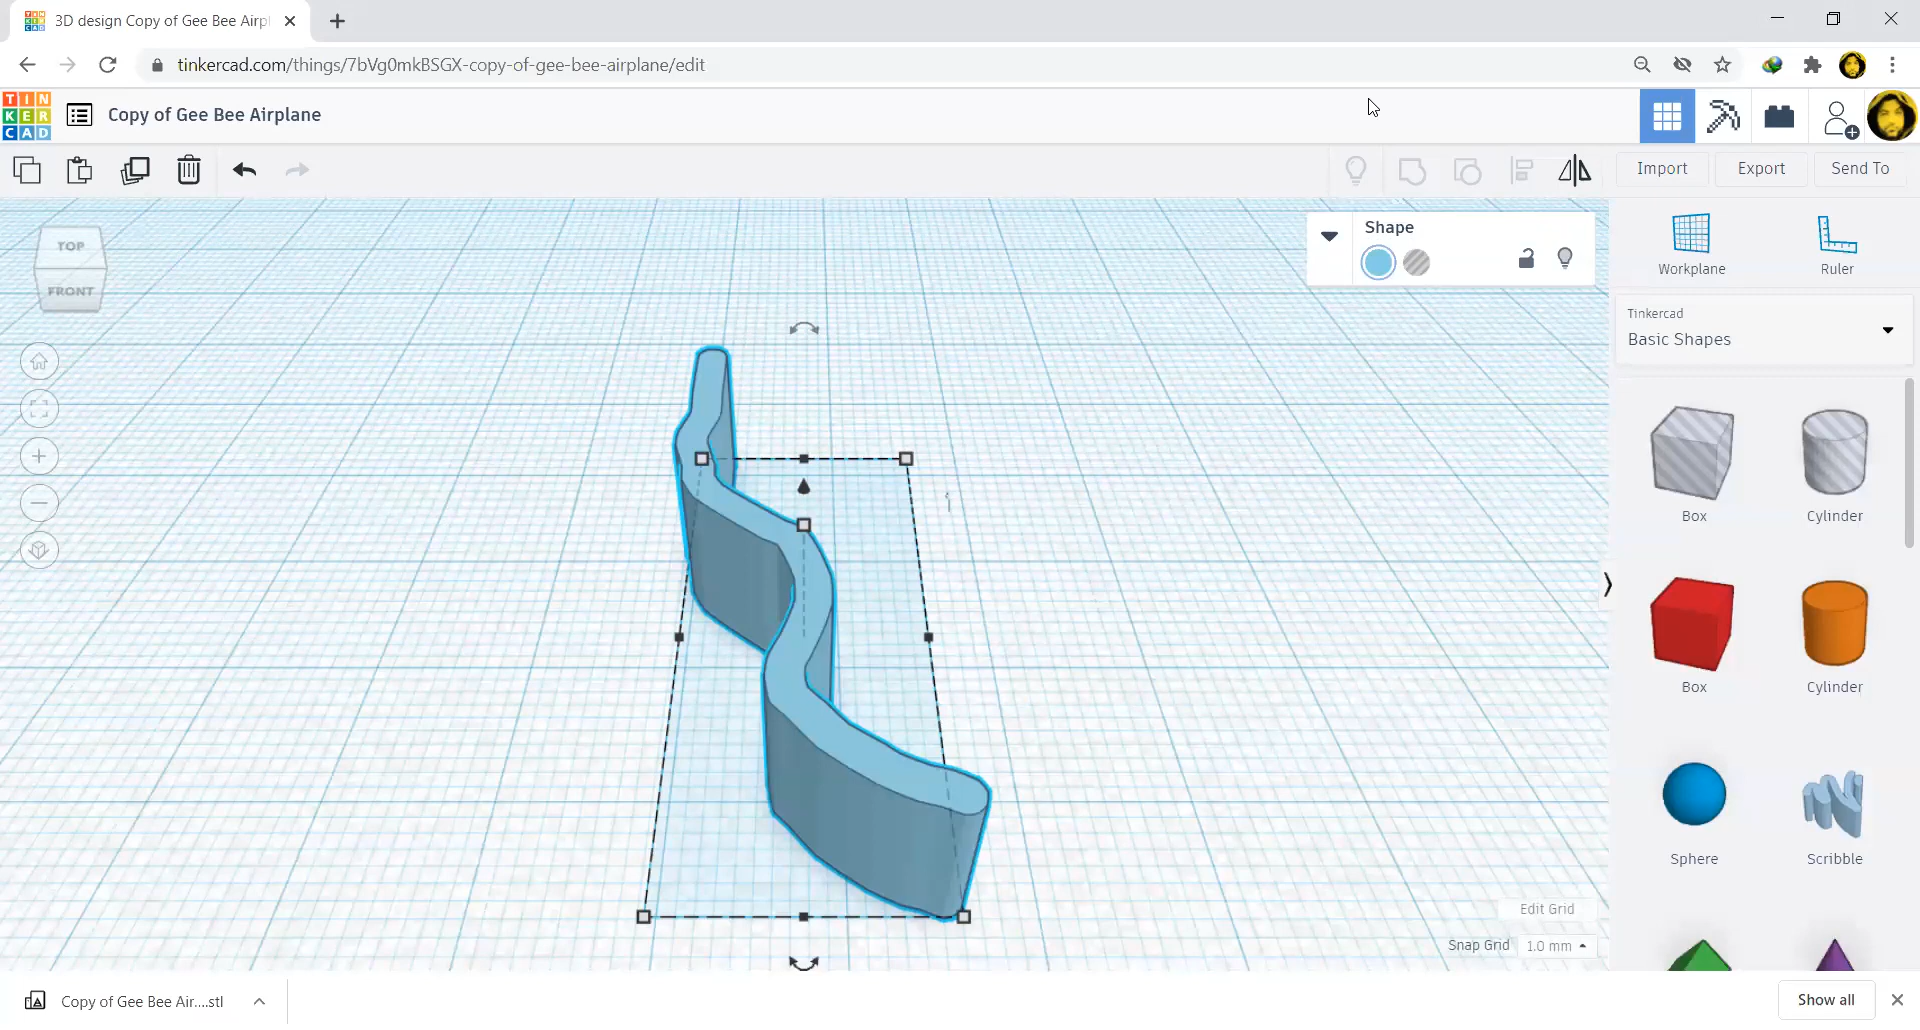 3D design Copy of Gee Bee Airpl
tinkercad.com/things/7bVg0mkBSGX-copy-of-gee-bee-airplane/edit
TIN
KER
CAD
Copy of Gee Bee Airplane
Import
Export
Send To
TOP
FRONT
Shape
Workplane
Ruler
Tinkercad
Basic Shapes
Box
Cylinder
Box
Cylinder
Sphere
Scribble
Edit Grid
Snap Grid
1.0 mm
Copy of Gee Bee Air....stl
Show all